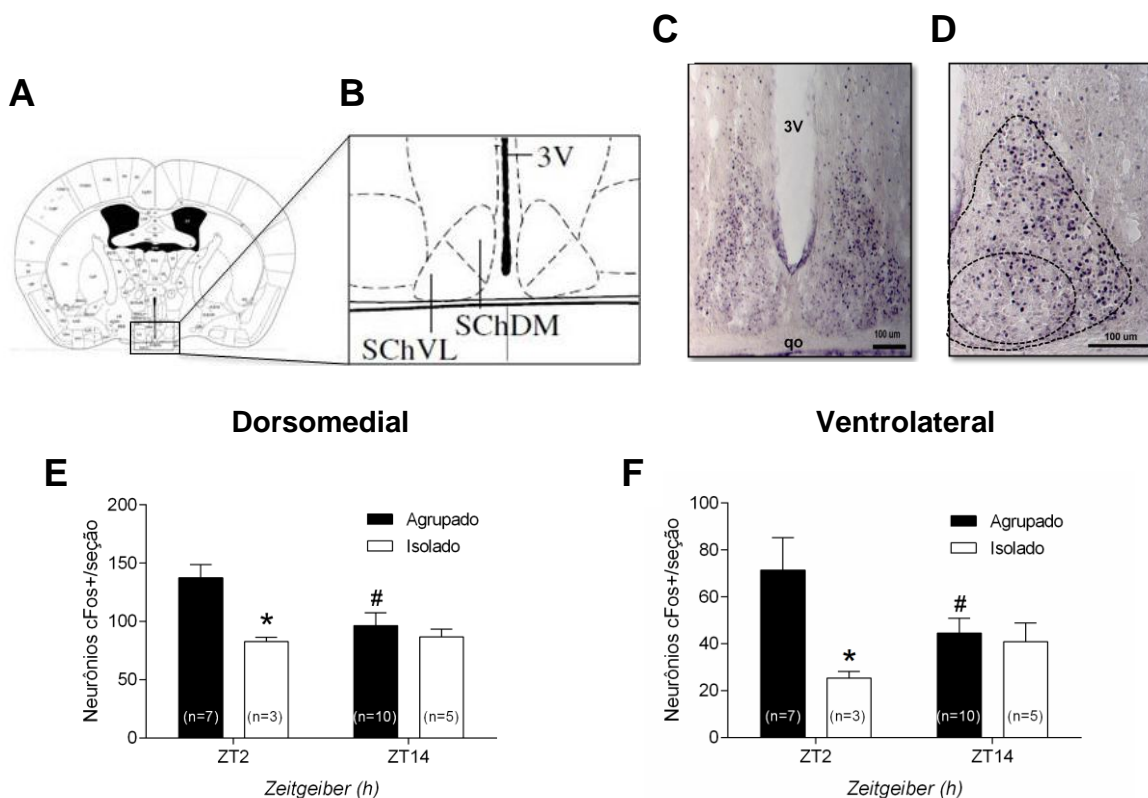 A
B
3V
SChDM
SChVL
C
3V
qo
100 um
D
100 um
Dorsomedial
Ventrolateral
E
Neurônios cFos+/seção
200
150
100
50
0
Agrupado
Isolado
*
#
(n=7)
(n=3)
(n=10)
(n=5)
ZT2
ZT14
Zeitgeiber (h)
F
Neurônios cFos+/seção
100
80
60
40
20
0
Agrupado
Isolado
*
#
(n=7)
(n=3)
(n=10)
(n=5)
ZT2
ZT14
Zeitgeiber (h)